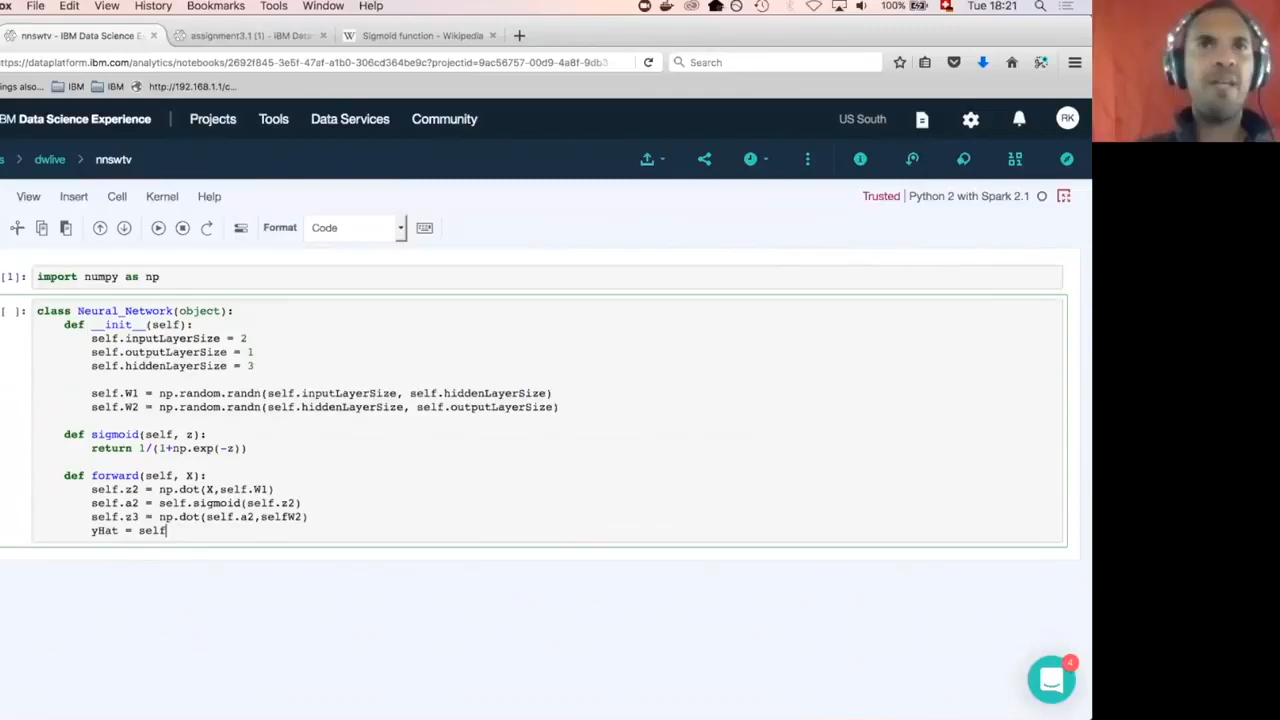 File Edit View History Bookmarks Tools Window Help 100% Tue 18:21
nnswtv - IBM Data Science E × assignment3.1 (1) - IBM Dat × W Sigmoid function - Wikipedia × +
https://dataplatform.ibm.com/analytics/notebooks/2692f845-3e5f-47af-a1b0-306cd364be9c?projectid=9ac56757-00d9-4a8f-9db3 Search
ings also... IBM IBM http://192.168.1.1/c...
IBM Data Science Experience Projects Tools Data Services Community US South RK
s > dwlive > nnswtv
View Insert Cell Kernel Help Trusted | Python 2 with Spark 2.1
Format Code
[1]: import numpy as np
[ ]: class Neural_Network(object):
def __init__(self):
self.inputLayerSize = 2
self.outputLayerSize = 1
self.hiddenLayerSize = 3
self.W1 = np.random.randn(self.inputLayerSize, self.hiddenLayerSize)
self.W2 = np.random.randn(self.hiddenLayerSize, self.outputLayerSize)
def sigmoid(self, z):
return 1/(1+np.exp(-z))
def forward(self, X):
self.z2 = np.dot(X,self.W1)
self.a2 = self.sigmoid(self.z2)
self.z3 = np.dot(self.a2,selfW2)
yHat = self
4